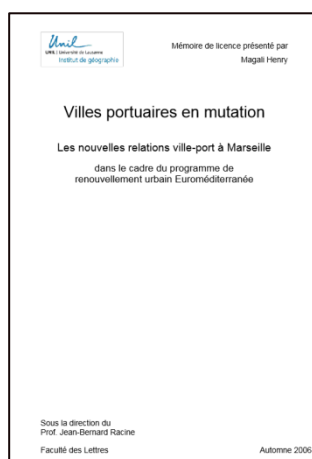 Unil
UNIL | Université de Lausanne
Institut de géographie
Mémoire de licence présenté par
Magali Henry
Villes portuaires en mutation
Les nouvelles relations ville-port à Marseille
dans le cadre du programme de
renouvellement urbain Euroméditerranée
Sous la direction du
Prof. Jean-Bernard Racine
Faculté des Lettres
Automne 2006